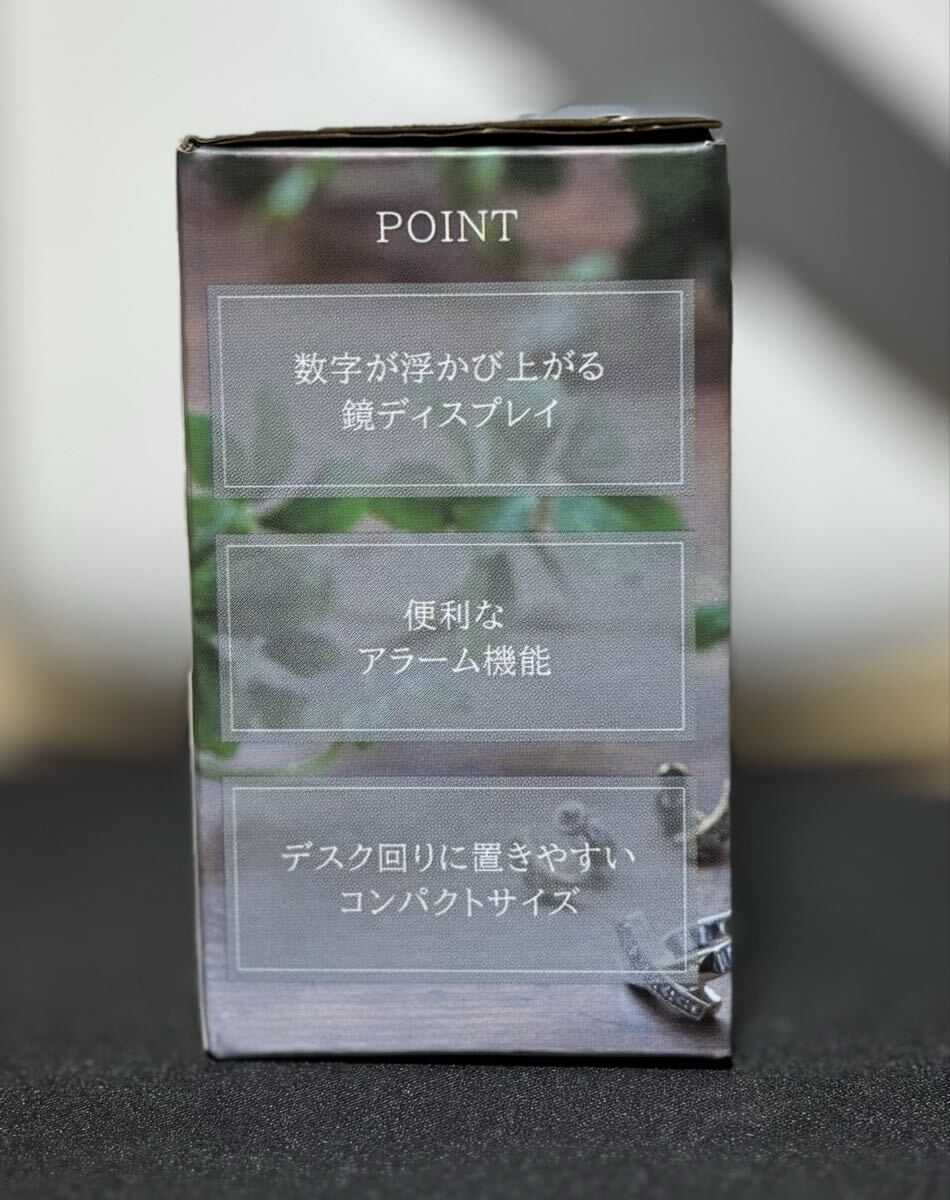 POINT
数字が浮かび上がる
鏡ディスプレイ
便利な
アラーム機能
デスク回りに置きやすい
コンパクトサイズ